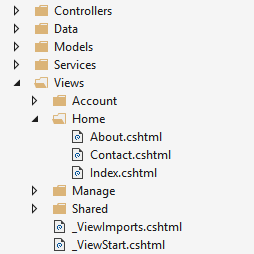 Controllers
Data
Models
Services
Views
Account
Home
About.cshtml
Contact.cshtml
Index.cshtml
Manage
Shared
_ViewImports.cshtml
_ViewStart.cshtml